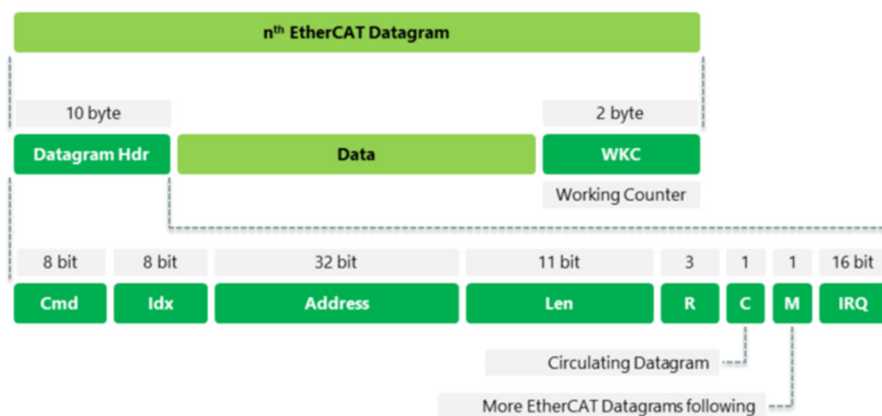 nth EtherCAT Datagram
10 byte
2 byte
Datagram Hdr
Data
WKC
Working Counter
8 bit
8 bit
32 bit
11 bit
3
1
1
16 bit
Cmd
Idx
Address
Len
R
C
M
IRQ
Circulating Datagram
More EtherCAT Datagrams following